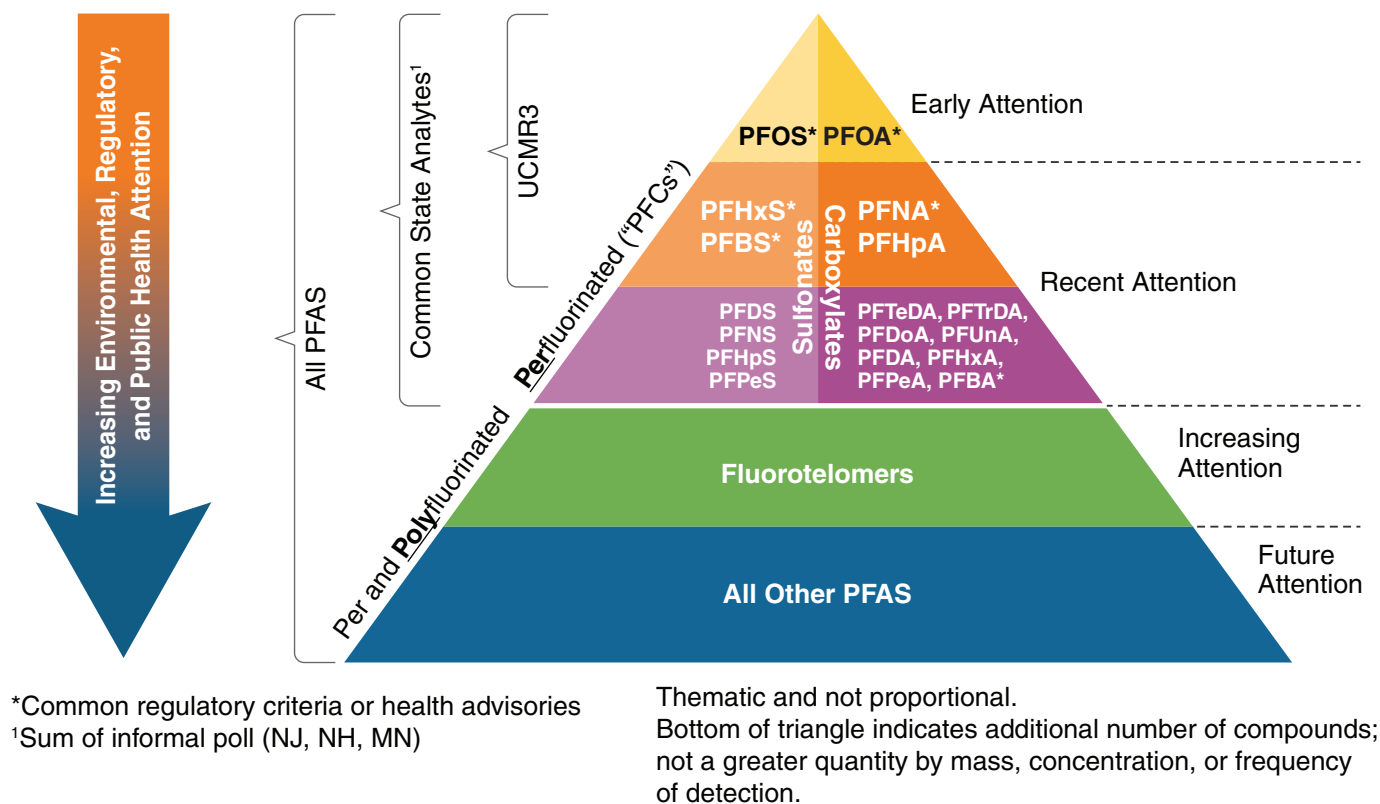 Increasing Environmental, Regulatory,
and Public Health Attention
All PFAS
Common State Analytes¹
UCMR3
Perfluorinated (“PFCs”)
Per and Polyfluorinated
PFOS* PFOA*
Early Attention
PFHxS*
PFBS*
Sulfonates
Carboxylates
PFNA*
PFHpA
Recent Attention
PFDS
PFNS
PFHpS
PFPeS
PFTeDA, PFTrDA,
PFDoA, PFUnA,
PFDA, PFHxA,
PFPeA, PFBA*
Fluorotelomers
Increasing
Attention
All Other PFAS
Future
Attention
*Common regulatory criteria or health advisories
¹Sum of informal poll (NJ, NH, MN)
Thematic and not proportional.
Bottom of triangle indicates additional number of compounds;
not a greater quantity by mass, concentration, or frequency
of detection.